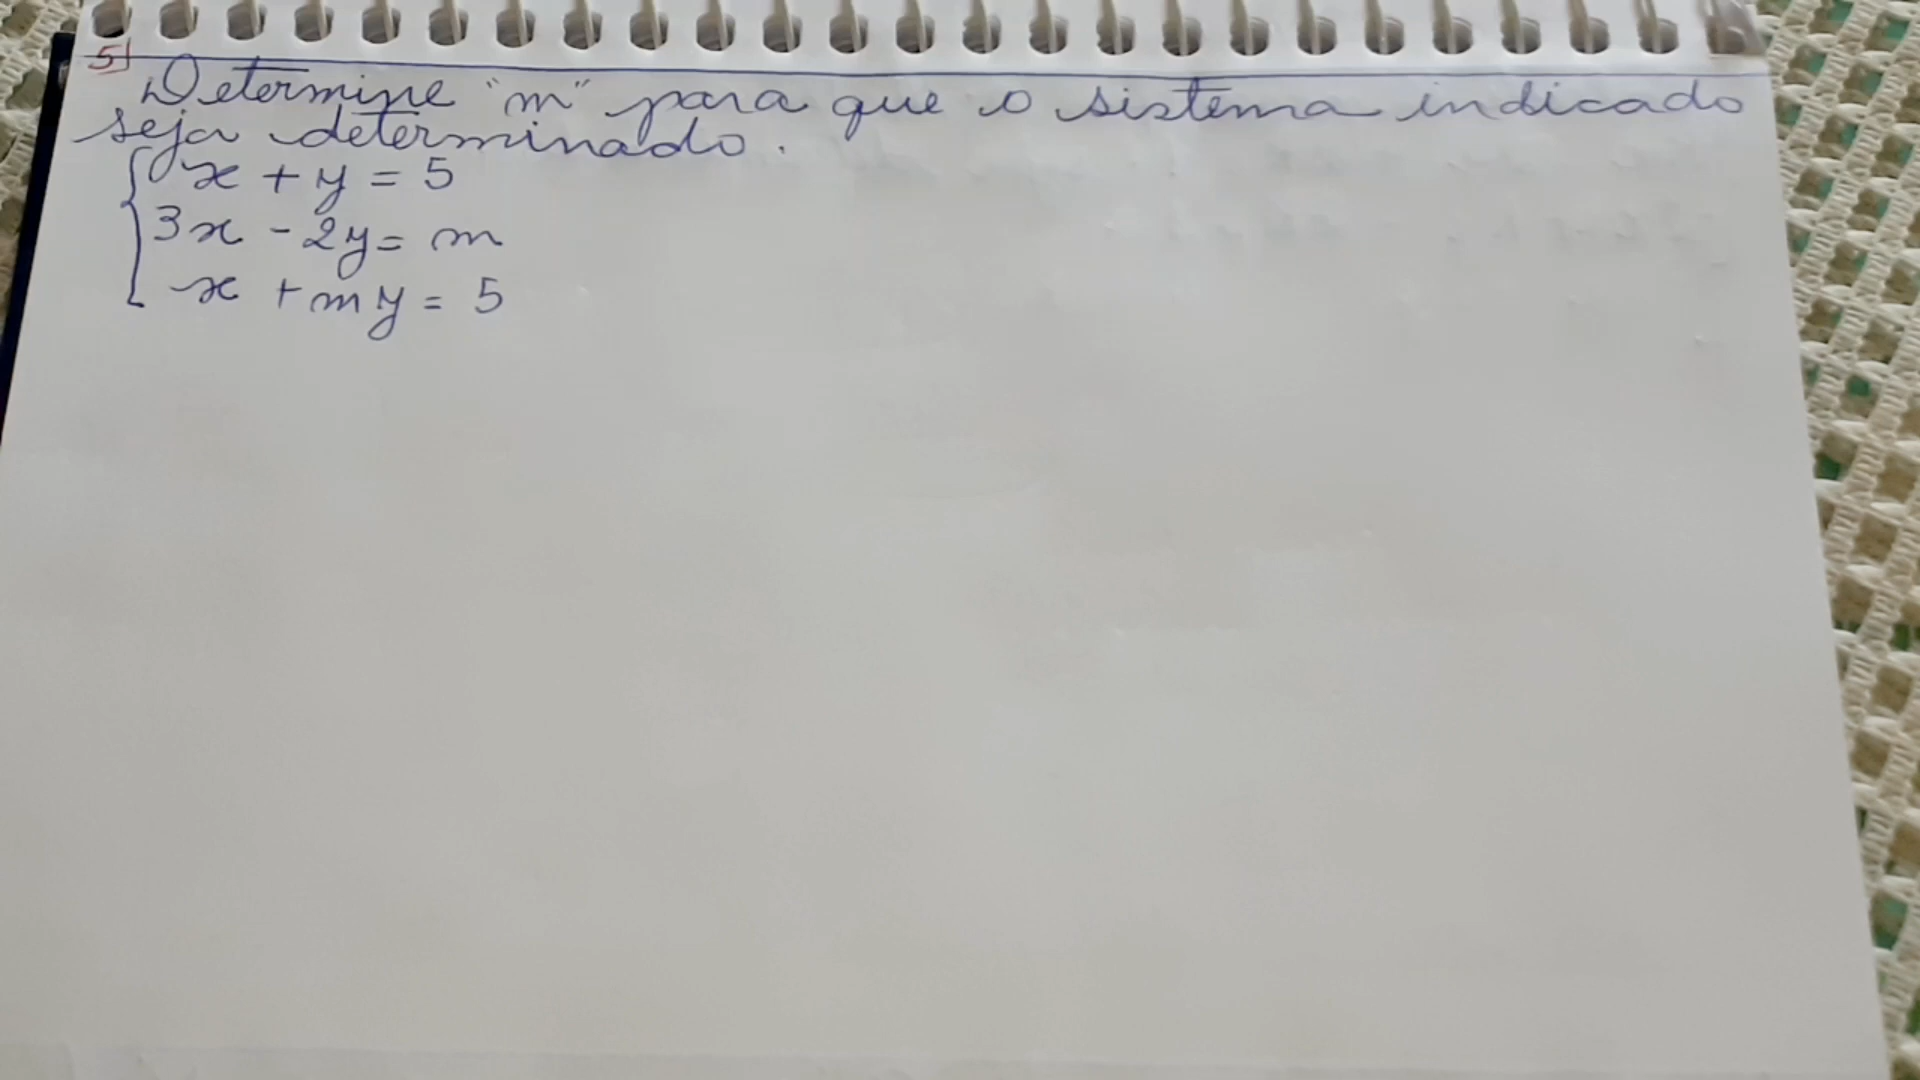 5)
Determine "m" para que o sistema indicado
seja determinado.
x + y = 5
3x - 2y = m
x + my = 5